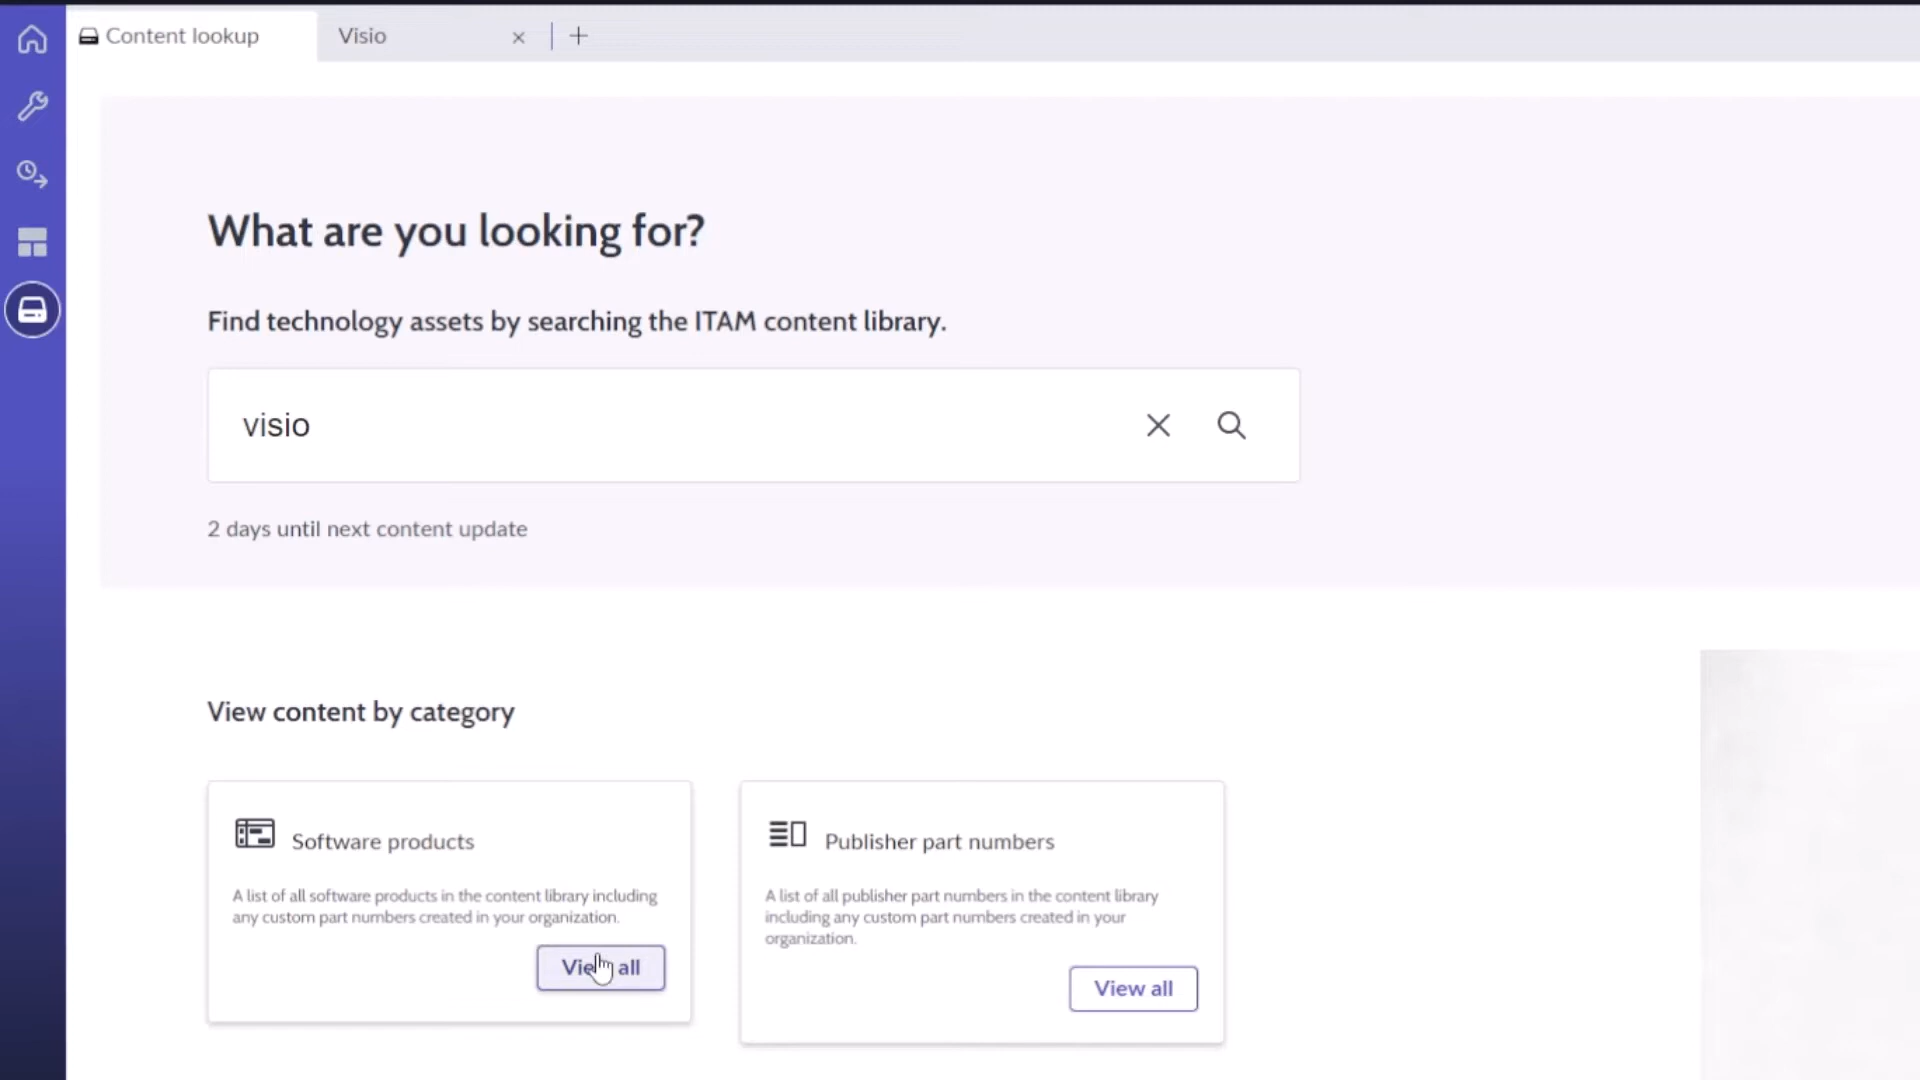 Content lookup
Visio
What are you looking for?
Find technology assets by searching the ITAM content library.
visio
2 days until next content update
View content by category
Software products
A list of all software products in the content library including
any custom part numbers created in your organization.
View all
Publisher part numbers
A list of all publisher part numbers in the content library
including any custom part numbers created in your
organization.
View all